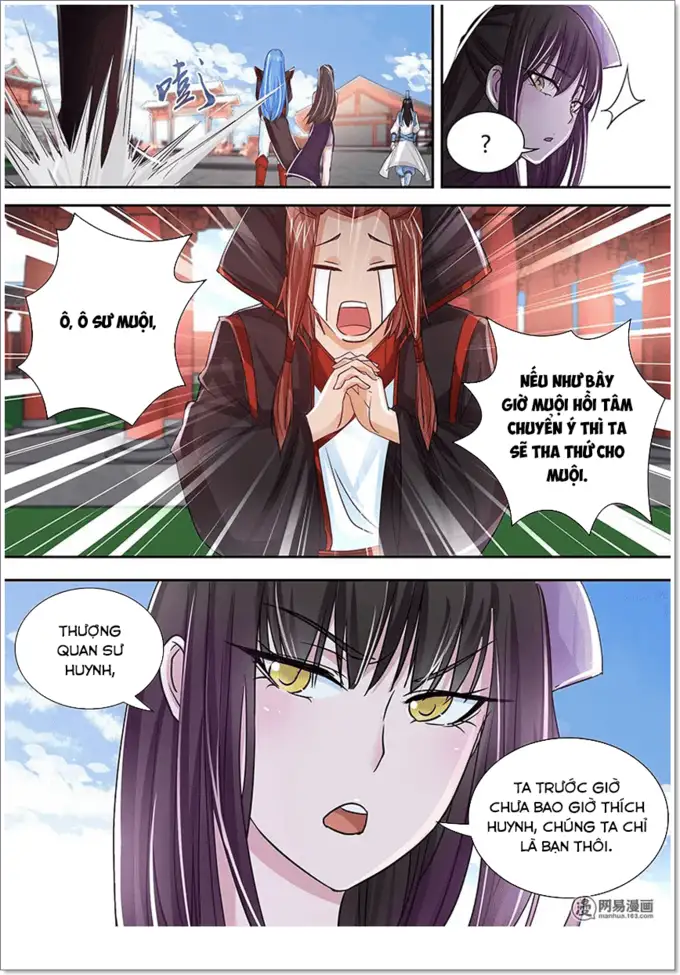 嘭
?
Ô, Ô SƯ MUỘI,
NẾU NHƯ BÂY
GIỜ MUỘI HỒI TÂM
CHUYỂN Ý THÌ TA
SẼ THA THỨ CHO
MUỘI.
THƯỢNG
QUAN SƯ
HUYNH,
TA TRƯỚC GIỜ
CHƯA BAO GIỜ THÍCH
HUYNH, CHÚNG TA CHỈ
LÀ BẠN THÔI.
网易漫画
manhua.163.com